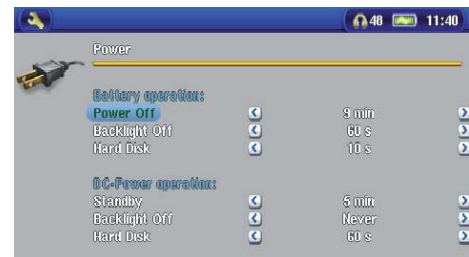 46 11:40
Power
Battery operation:
Power Off 9 min
Backlight Off 60 s
Hard Disk 10 s
DC-Power operation:
Standby 5 min
Backlight Off Never
Hard Disk 60 s